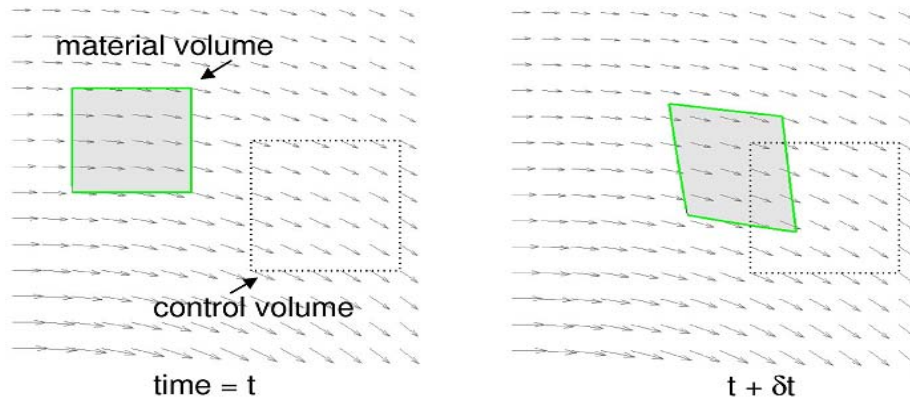 material volume
control volume
time = t
t + δt